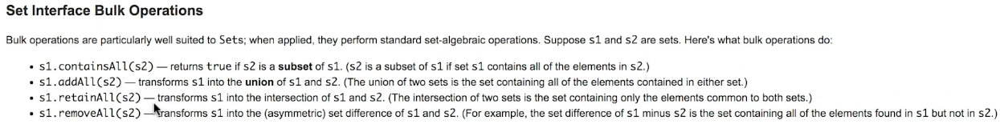 Set Interface Bulk Operations
Bulk operations are particularly well suited to Sets; when applied, they perform standard set-algebraic operations. Suppose s1 and s2 are sets. Here's what bulk operations do:
• s1.containsAll(s2) — returns true if s2 is a subset of s1. (s2 is a subset of s1 if set s1 contains all of the elements in s2.)
• s1.addAll(s2) — transforms s1 into the union of s1 and s2. (The union of two sets is the set containing all of the elements contained in either set.)
• s1.retainAll(s2) — transforms s1 into the intersection of s1 and s2. (The intersection of two sets is the set containing only the elements common to both sets.)
• s1.removeAll(s2) — transforms s1 into the (asymmetric) set difference of s1 and s2. (For example, the set difference of s1 minus s2 is the set containing all of the elements found in s1 but not in s2.)